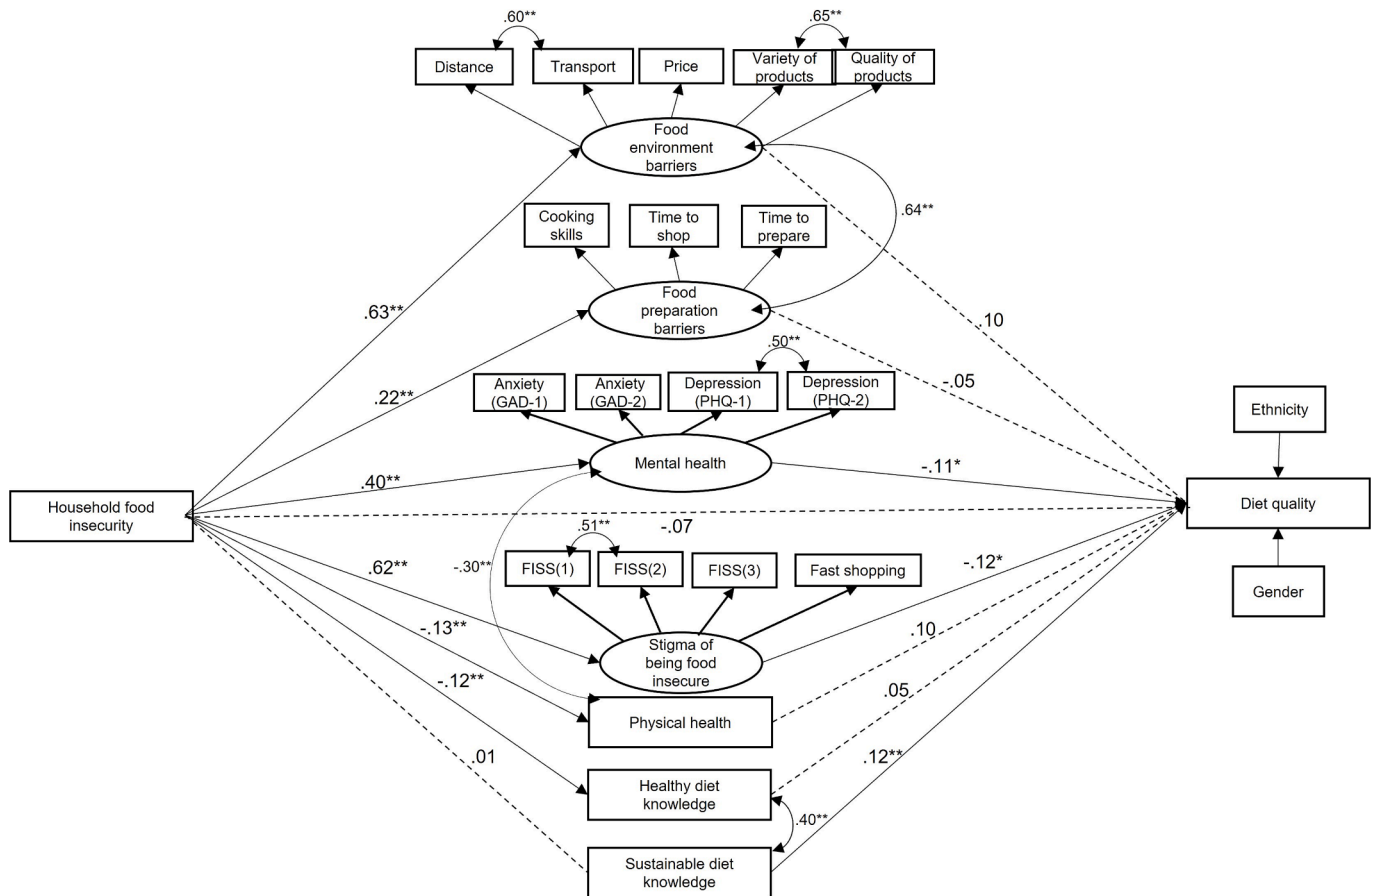 .60**
.65**
Distance
Transport
Price
Variety of
products
Quality of
products
Food
environment
barriers
.64**
Cooking
skills
Time to
shop
Time to
prepare
Food
preparation
barriers
.63**
.10
.22**
-.05
.50**
Anxiety
(GAD-1)
Anxiety
(GAD-2)
Depression
(PHQ-1)
Depression
(PHQ-2)
Mental health
.40**
-.11*
Ethnicity
Household food
insecurity
Diet quality
-.07
.51**
FISS(1)
FISS(2)
FISS(3)
Fast shopping
.62**
-.30**
-.12*
Gender
Stigma of
being food
insecure
-.13**
.10
Physical health
-.12**
.05
.01
.12**
Healthy diet
knowledge
.40**
Sustainable diet
knowledge